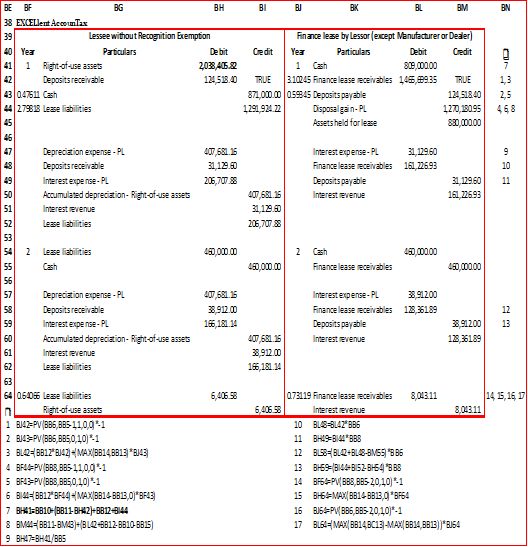 BE BF BG BH BI BJ BK BL BM BN
38 EXCELlent AccounTax
39 Lessee without Recognition Exemption Finance lease by Lessor (except Manufacturer or Dealer)
40 Year Particulars Debit Credit Year Particulars Debit Credit
41 1 Right-of-use assets 2,038,405.82 1 Cash 809,000.00 7
42 Deposits receivable 124,518.40 TRUE 3.10245 Finance lease receivables 1,465,699.35 TRUE 1, 3
43 0.47611 Cash 871,000.00 0.59345 Deposits payable 124,518.40 2, 5
44 2.79818 Lease liabilities 1,291,924.22 Disposal gain - PL 1,270,180.95 4, 6, 8
45 Assets held for lease 880,000.00
46
47 Depreciation expense - PL 407,681.16 Interest expense - PL 31,129.60 9
48 Deposits receivable 31,129.60 Finance lease receivables 161,226.93 10
49 Interest expense - PL 206,707.88 Deposits payable 31,129.60 11
50 Accumulated depreciation - Right-of-use assets 407,681.16 Interest revenue 161,226.93
51 Interest revenue 31,129.60
52 Lease liabilities 206,707.88
53
54 2 Lease liabilities 460,000.00 2 Cash 460,000.00
55 Cash 460,000.00 Finance lease receivables 460,000.00
56
57 Depreciation expense - PL 407,681.16 Interest expense - PL 38,912.00
58 Deposits receivable 38,912.00 Finance lease receivables 128,361.89 12
59 Interest expense - PL 166,181.14 Deposits payable 38,912.00 13
60 Accumulated depreciation - Right-of-use assets 407,681.16 Interest revenue 128,361.89
61 Interest revenue 38,912.00
62 Lease liabilities 166,181.14
63
64 0.64066 Lease liabilities 6,406.58 0.73119 Finance lease receivables 8,043.11 14, 15, 16, 17
Right-of-use assets 6,406.58 Interest revenue 8,043.11
1 BJ42=PV(BB6,BB5-1,1,0,0)*-1 10 BL48=BL42*BB6
2 BJ43=PV(BB6,BB5,0,1,0)*-1 11 BH49=BI44*BB8
3 BL42=(BB12*BJ42)+(MAX(BB14,BB13)*BJ43) 12 BL58=(BL42+BL48-BM55)*BB6
4 BF44=PV(BB8,BB5-1,1,0,0)*-1 13 BH59=(BI44+BI52-BH54)*BB8
5 BF43=PV(BB8,BB5,0,1,0)*-1 14 BF64=PV(BB8,BB5-2,0,1,0)*-1
6 BI44=(BB12*BF44)+(MAX(BB14-BB13,0)*BF43) 15 BH64=MAX(BB14-BB13,0)*BF64
7 BH41=BB10+(BB11-BH42)+BB12+BI44 16 BJ64=PV(BB6,BB5-2,0,1,0)*-1
8 BM44=(BB11-BM43)+(BL42+BB12-BB10-BB15) 17 BL64=(MAX(BB14,BC13)-MAX(BB14,BB13))*BJ64
9 BH47=BH41/BB5